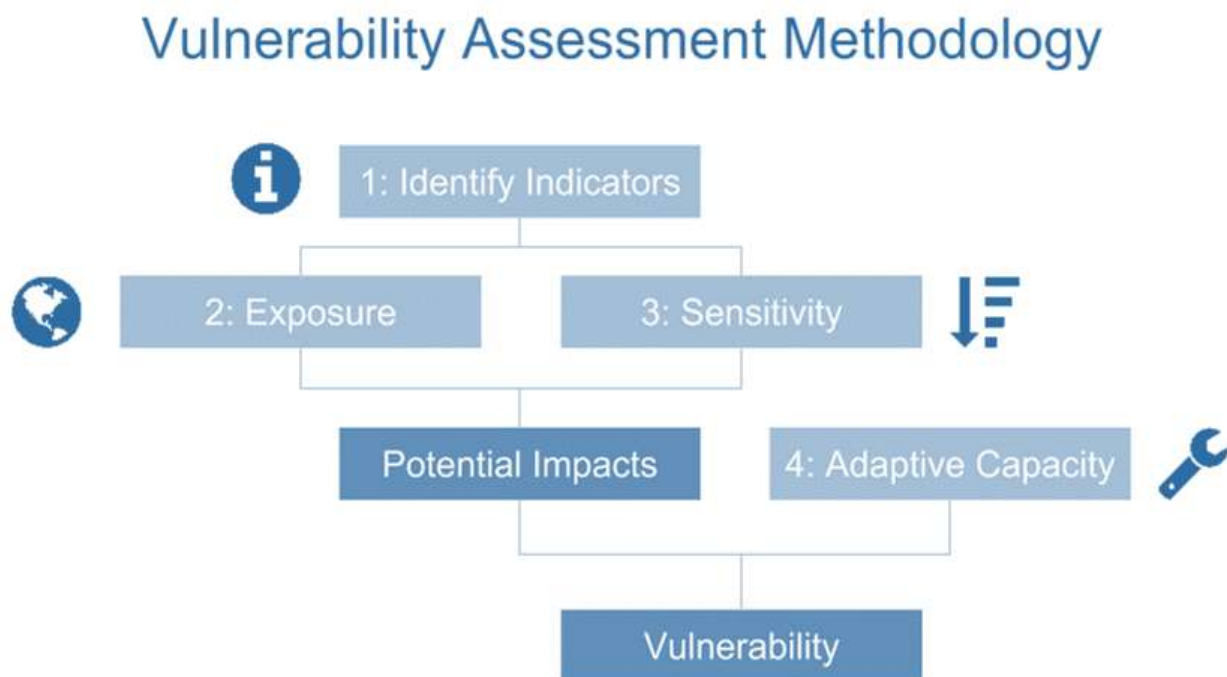 Vulnerability Assessment Methodology
1: Identify Indicators
2: Exposure
3: Sensitivity
Potential Impacts
4: Adaptive Capacity
Vulnerability